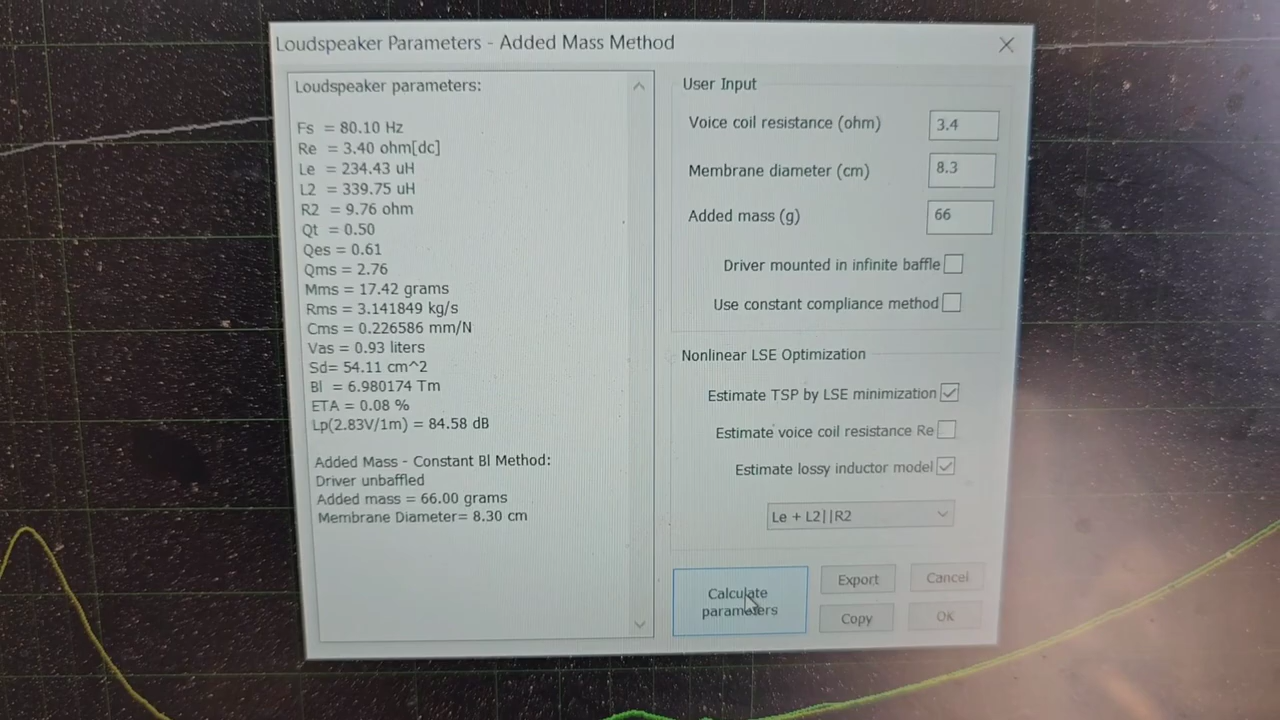 Loudspeaker Parameters - Added Mass Method
Loudspeaker parameters:
Fs = 80.10 Hz
Re = 3.40 ohm[dc]
Le = 234.43 uH
L2 = 339.75 uH
R2 = 9.76 ohm
Qt = 0.50
Qes = 0.61
Qms = 2.76
Mms = 17.42 grams
Rms = 3.141849 kg/s
Cms = 0.226586 mm/N
Vas = 0.93 liters
Sd= 54.11 cm^2
Bl = 6.980174 Tm
ETA = 0.08 %
Lp(2.83V/1m) = 84.58 dB
Added Mass - Constant Bl Method:
Driver unbaffled
Added mass = 66.00 grams
Membrane Diameter= 8.30 cm
User Input
Voice coil resistance (ohm) 3.4
Membrane diameter (cm) 8.3
Added mass (g) 66
Driver mounted in infinite baffle
Use constant compliance method
Nonlinear LSE Optimization
Estimate TSP by LSE minimization
Estimate voice coil resistance Re
Estimate lossy inductor model
Le + L2||R2
Calculate
parameters
Export
Cancel
Copy
OK